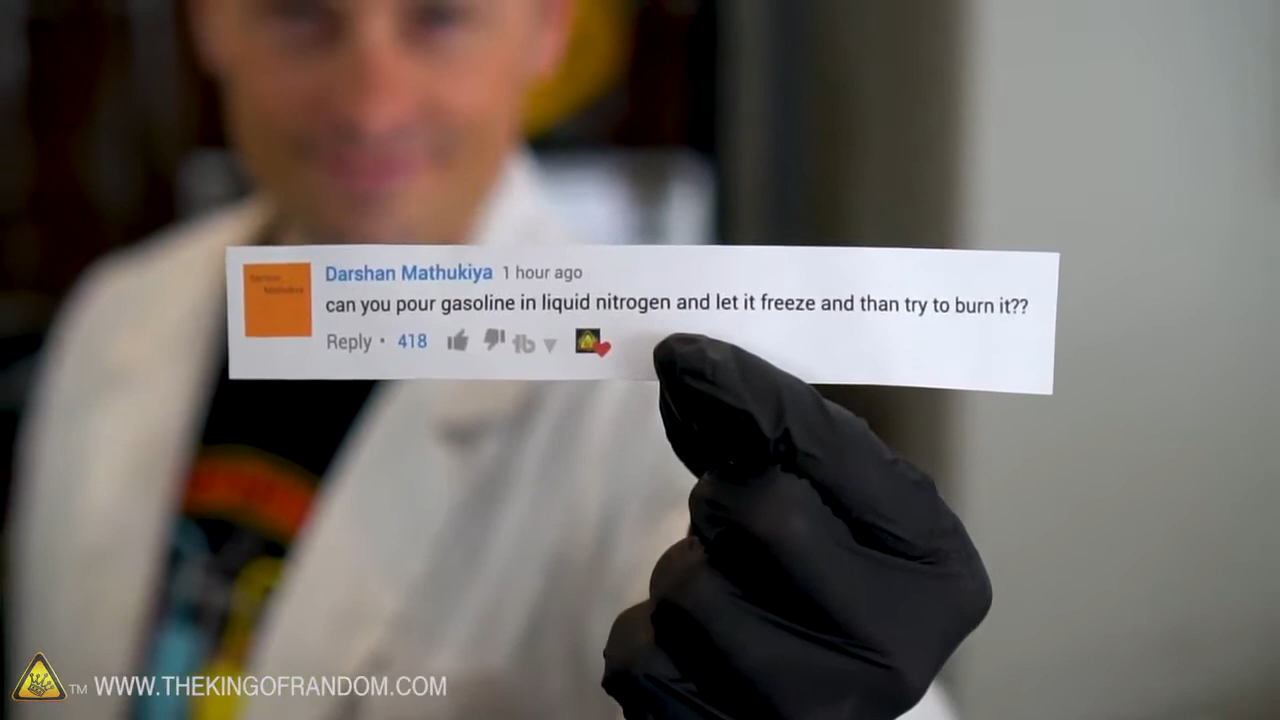 Darshan Mathukiya 1 hour ago
can you pour gasoline in liquid nitrogen and let it freeze and than try to burn it??
Reply • 418
TM WWW.THEKINGOFRANDOM.COM